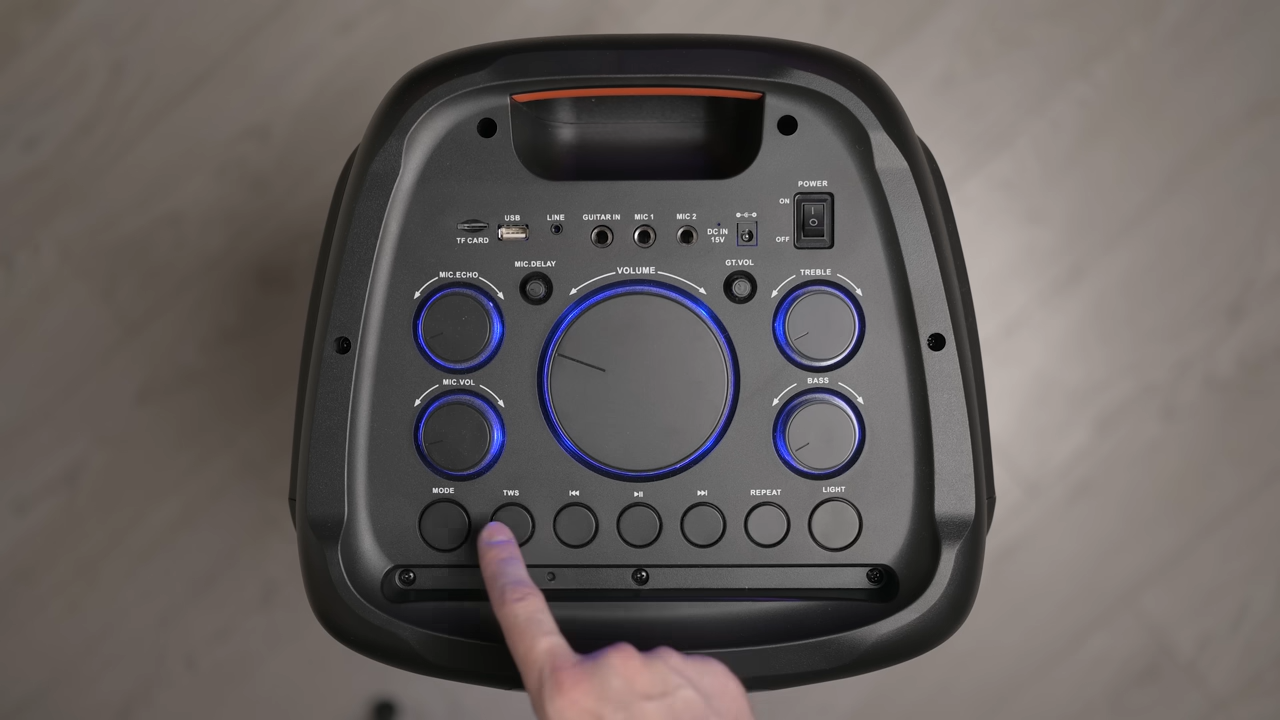 POWER
ON
OFF
USB
LINE
GUITAR IN
MIC 1
MIC 2
TF CARD
DC IN
15V
MIC.DELAY
VOLUME
GT.VOL
MIC.ECHO
TREBLE
MIC.VOL
BASS
MODE
TWS
REPEAT
LIGHT